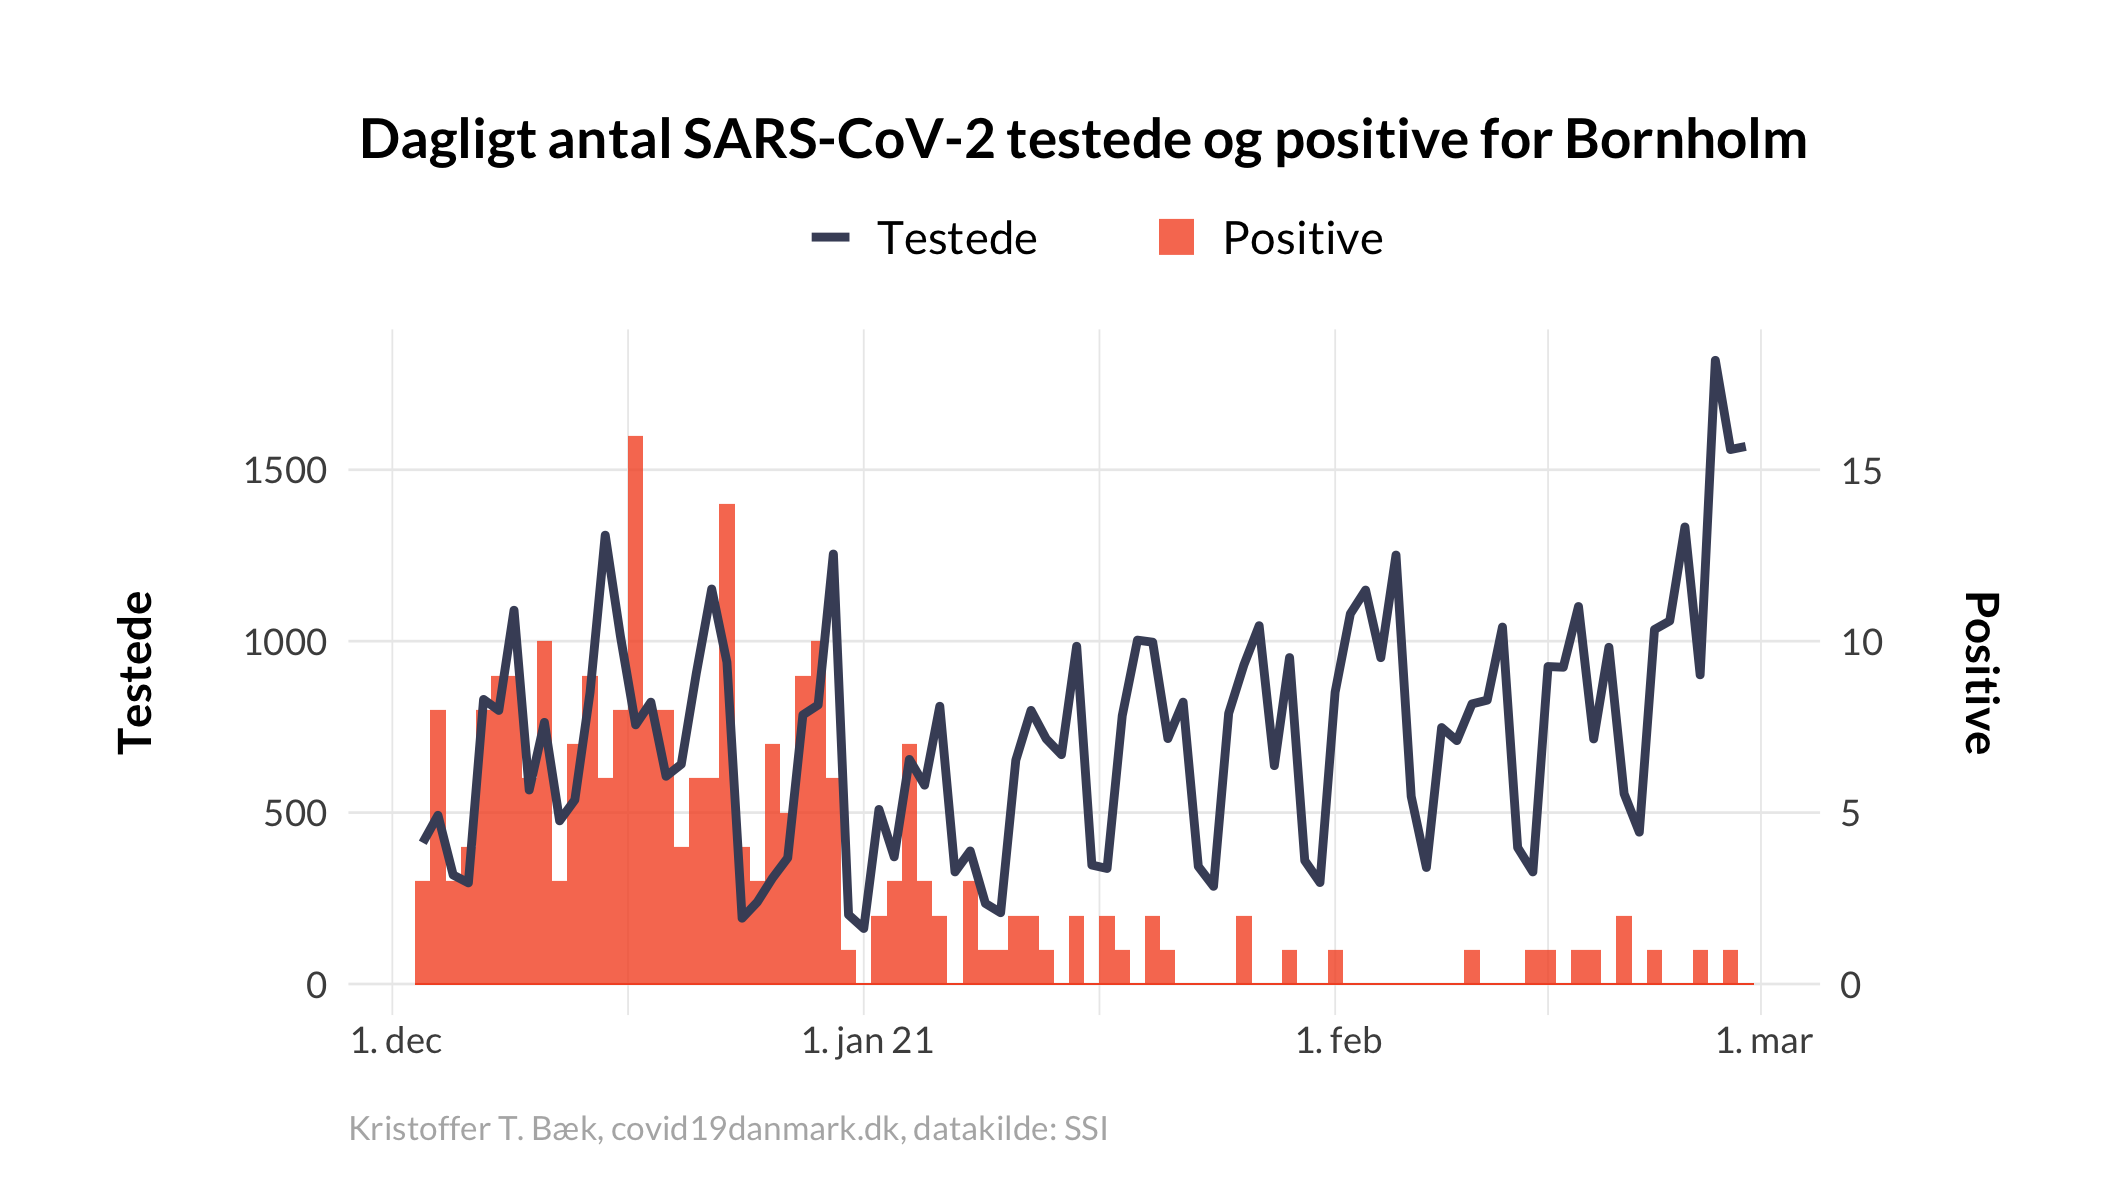 Dagligt antal SARS-CoV-2 testede og positive for Bornholm
Testede
Positive
Testede
1500
1000
500
0
15
10
5
0
Positive
1. dec
1. jan 21
1. feb
1. mar
Kristoffer T. Bæk, covid19danmark.dk, datakilde: SSI